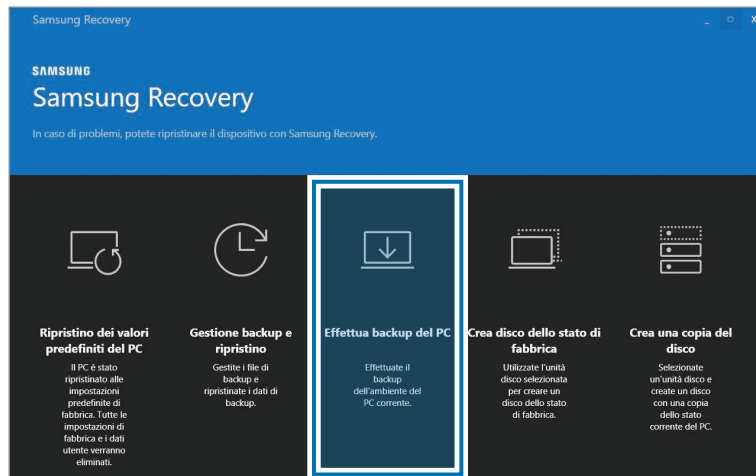 Samsung Recovery
SAMSUNG
Samsung Recovery
In caso di problemi, potete ripristinare il dispositivo con Samsung Recovery.
Ripristino dei valori
predefiniti del PC
Il PC è stato
ripristinato alle
impostazioni
predefinite di
fabbrica. Tutte le
impostazioni di
fabbrica e i dati
utente verranno
eliminati.
Gestione backup e
ripristino
Gestite i file di
backup e
ripristinate i dati di
backup.
Effettua backup del PC
Effettuate il
backup
dell'ambiente del
PC corrente.
Crea disco dello stato di
fabbrica
Utilizzate l'unità
disco selezionata
per creare un
disco dello stato
di fabbrica.
Crea una copia del
disco
Selezionate
un'unità disco e
create un disco
con una copia
dello stato
corrente del PC.